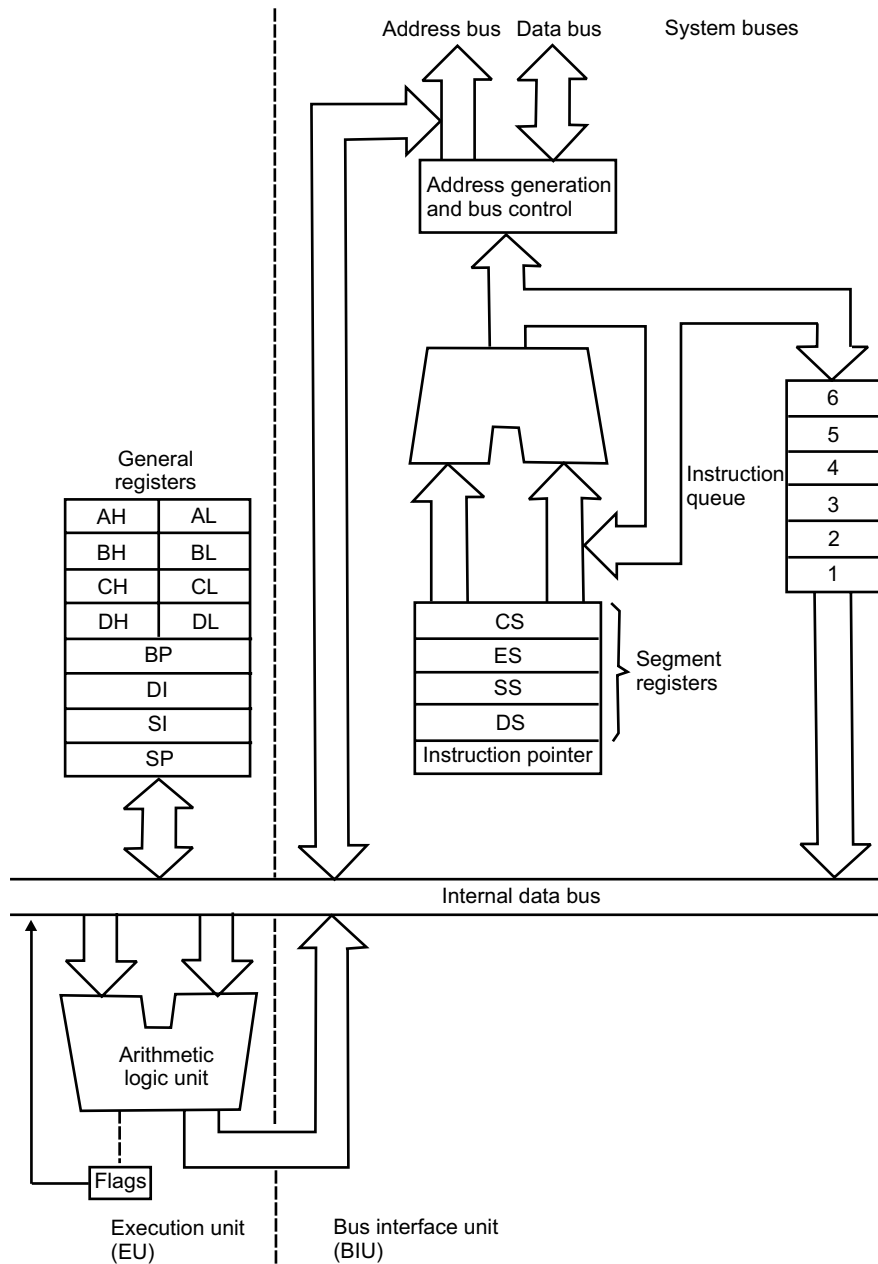 Address bus Data bus System buses
Address generation
and bus control
6
5
4
3
2
1
Instruction
queue
General
registers
AH AL
BH BL
CH CL
DH DL
BP
DI
SI
SP
CS
ES
SS
DS
Instruction pointer
Segment
registers
Internal data bus
Arithmetic
logic unit
Flags
Execution unit
(EU)
Bus interface unit
(BIU)